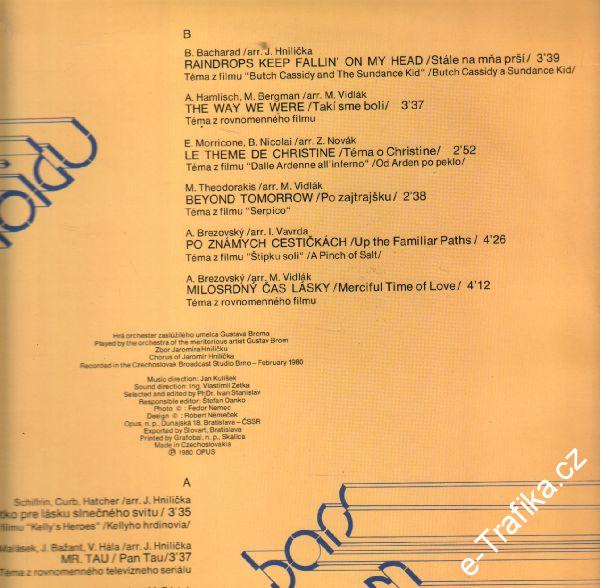 B
B. Bacharad/arr. J. Hnilička
RAINDROPS KEEP FALLIN' ON MY HEAD /Stále na mňa prší/ 3'39
Téma z filmu "Butch Cassidy and The Sundance Kid" /Butch Cassidy a Sundance Kid/
A. Hamlisch, M. Bergman/arr. M. Vidlák
THE WAY WE WERE /Takí sme boli/ 3'37
Téma z rovnomenného filmu
E. Morricone, B. Nicolai/arr. Z. Novák
LE THEME DE CHRISTINE /Téma o Christine/ 2'52
Téma z filmu "Dalle Ardenne all'inferno" /Od Arden po peklo/
M. Theodorakis/arr. M. Vidlák
BEYOND TOMORROW /Po zajtrajšku/ 2'38
Téma z filmu "Serpico"
A. Brezovský/arr. I. Vavrda
PO ZNÁMYCH CESTIČKÁCH /Up the Familiar Paths/ 4'26
Téma z filmu "Štipku soli" /A Pinch of Salt/
A. Brezovský/arr. M. Vidlák
MILOSRDNÝ ČAS LÁSKY /Merciful Time of Love/ 4'12
Téma z rovnomenného filmu
Hrá orchester zaslúžilého umelca Gustava Broma
Played by the orchestra of the meritorious artist Gustav Brom
Zbor Jaromíra Hniličku
Chorus of Jaromír Hnilička
Recorded in the Czechoslovak Broadcast Studio Brno – February 1980
Music direction: Jan Kulíšek
Sound direction: Ing. Vlastimil Zetka
Selected and edited by PhDr. Ivan Stanislav
Responsible editor: Štefan Danko
Photo © : Fedor Nemec
Design © : Róbert Němeček
Opus, n. p., Dunajská 18, Bratislava – ČSSR
Exported by Slovart, Bratislava
Printed by Grafobal, n. p., Skalica
Made in Czechoslovakia
℗ 1980 OPUS
A
Schifrin, Curb, Hatcher/arr. J. Hnilička
tko pre lásku slnečného svitu / 3'35
filmu "Kelly's Heroes" /Kellyho hrdinovia/
Malásek, J. Bažant, V. Hála/arr. J. Hnilička
MR. TAU / Pan Tau/ 3'37
Téma z rovnomenného televízneho seriálu
e-Trafika.cz